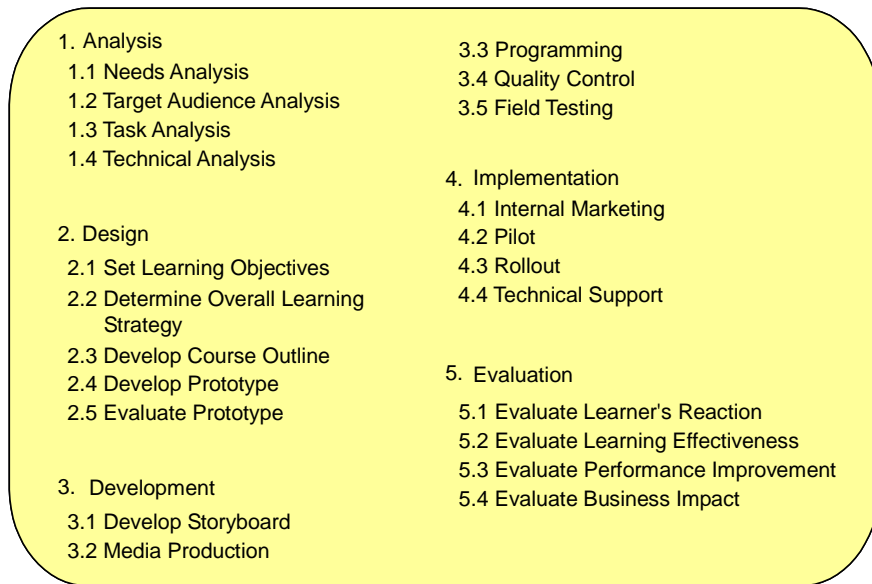 1. Analysis
1.1 Needs Analysis
1.2 Target Audience Analysis
1.3 Task Analysis
1.4 Technical Analysis
2. Design
2.1 Set Learning Objectives
2.2 Determine Overall Learning
Strategy
2.3 Develop Course Outline
2.4 Develop Prototype
2.5 Evaluate Prototype
3. Development
3.1 Develop Storyboard
3.2 Media Production
3.3 Programming
3.4 Quality Control
3.5 Field Testing
4. Implementation
4.1 Internal Marketing
4.2 Pilot
4.3 Rollout
4.4 Technical Support
5. Evaluation
5.1 Evaluate Learner's Reaction
5.2 Evaluate Learning Effectiveness
5.3 Evaluate Performance Improvement
5.4 Evaluate Business Impact